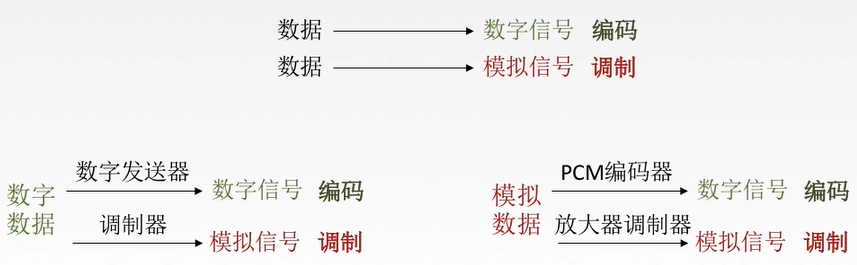 数据 数字信号 编码
数据 模拟信号 调制
数字数据
数字发送器
数字信号 编码
调制器
模拟信号 调制
模拟数据
PCM编码器
数字信号 编码
放大器调制器
模拟信号 调制